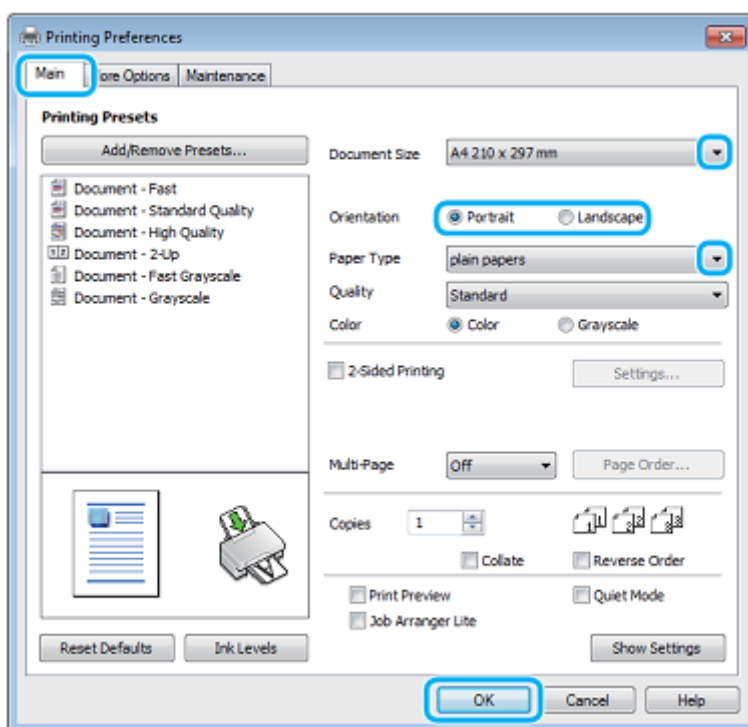 Printing Preferences
Main
ore Options
Maintenance
Printing Presets
Add/Remove Presets...
Document - Fast
Document - Standard Quality
Document - High Quality
Document - 2-Up
Document - Fast Grayscale
Document - Grayscale
Reset Defaults
Ink Levels
Document Size
A4 210 x 297 mm
Orientation
Portrait
Landscape
Paper Type
plain papers
Quality
Standard
Color
Color
Grayscale
2-Sided Printing
Settings...
Multi-Page
Off
Page Order...
Copies
1
Collate
Reverse Order
Print Preview
Quiet Mode
Job Arranger Lite
Show Settings
OK
Cancel
Help